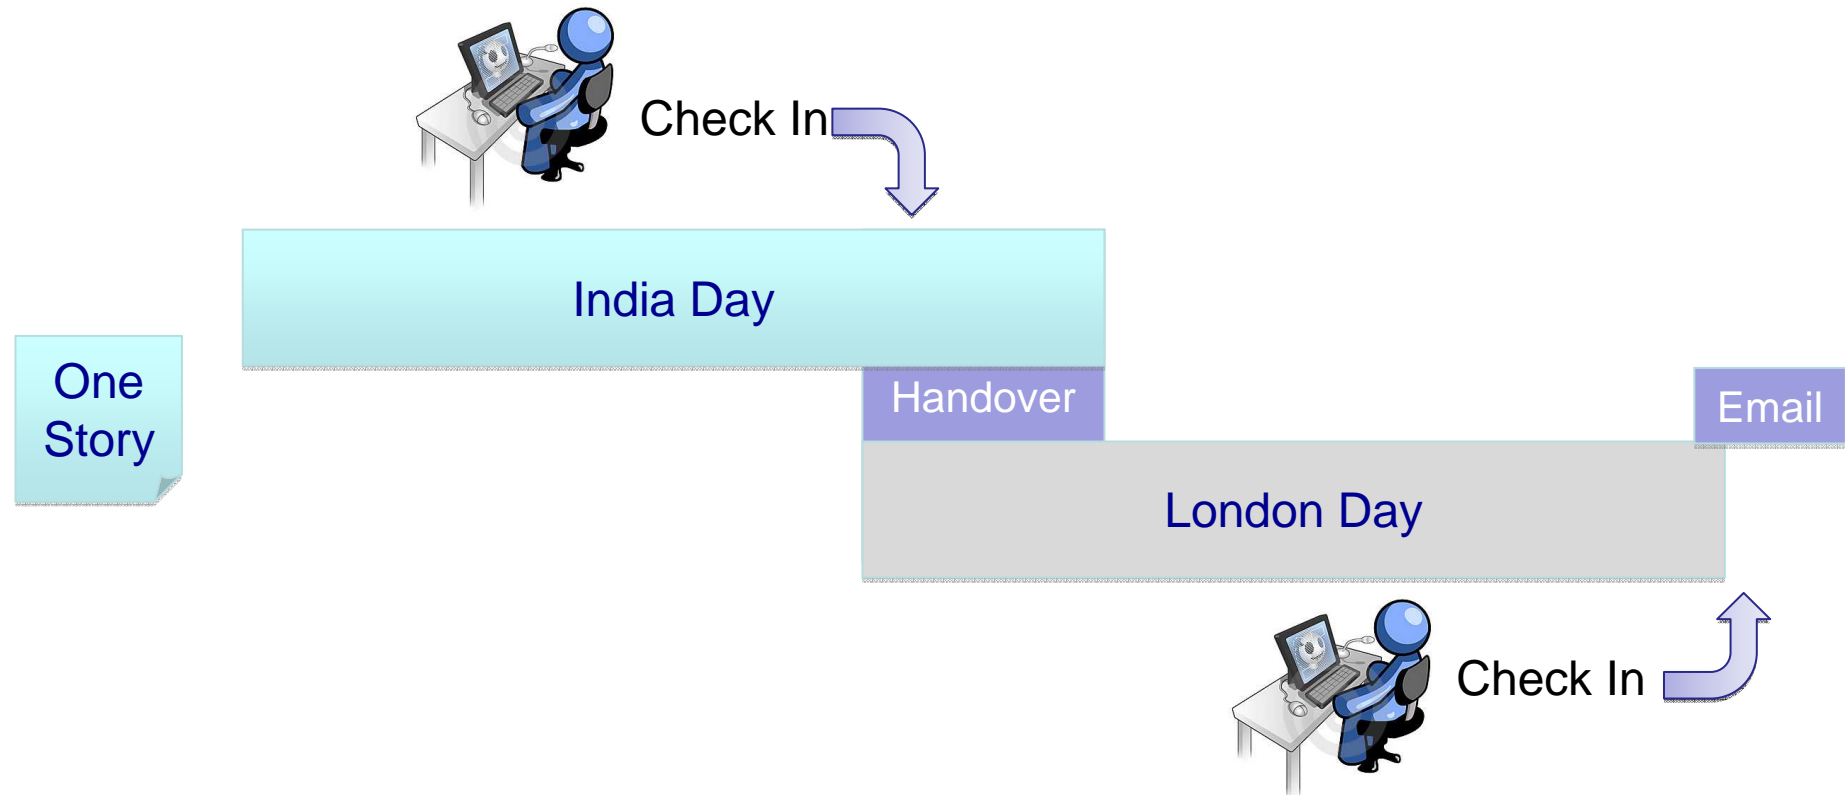 Check In
India Day
One
Story
Handover
Email
London Day
Check In